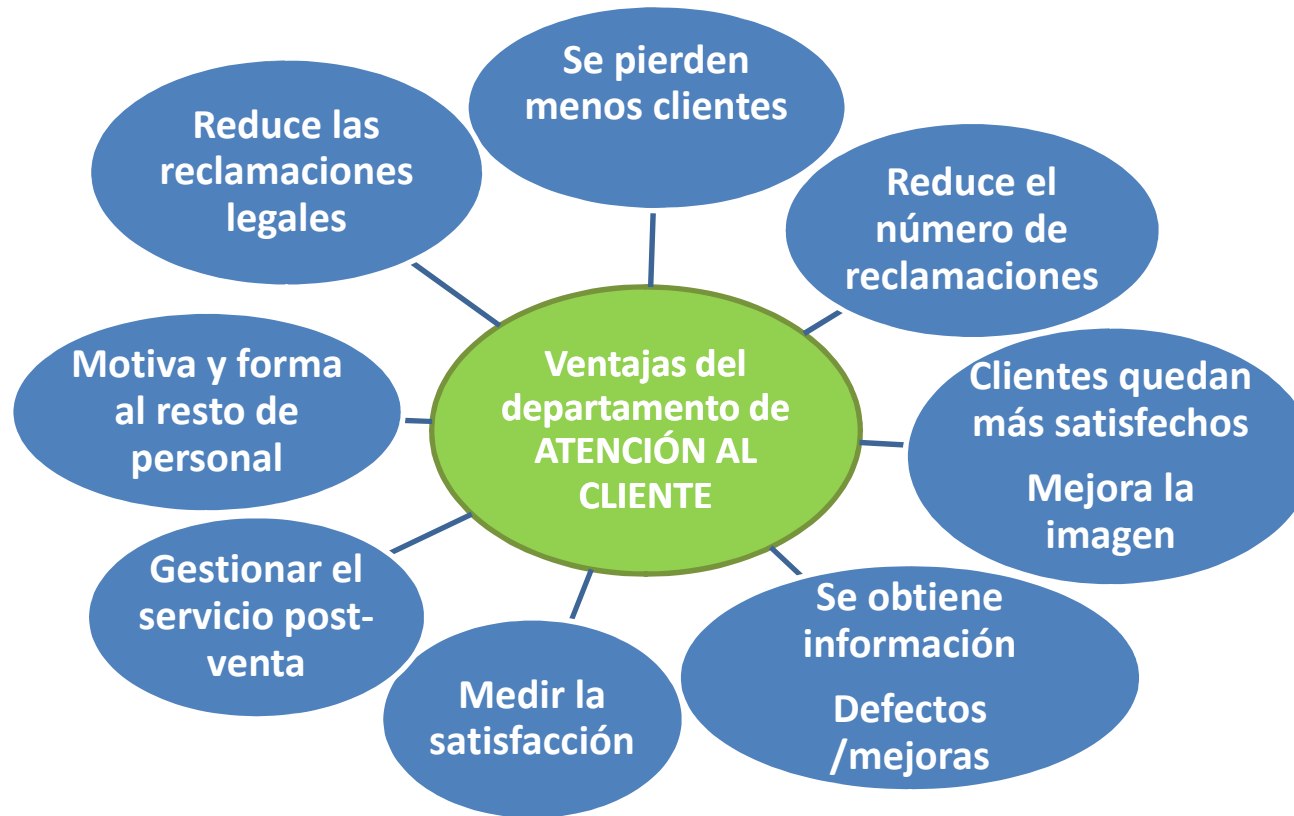 Se pierden
menos clientes
Reduce las
reclamaciones
legales
Reduce el
número de
reclamaciones
Motiva y forma
al resto de
personal
Ventajas del
departamento de
ATENCIÓN AL
CLIENTE
Clientes quedan
más satisfechos
Mejora la
imagen
Gestionar el
servicio post-
venta
Medir la
satisfacción
Se obtiene
información
Defectos
/mejoras